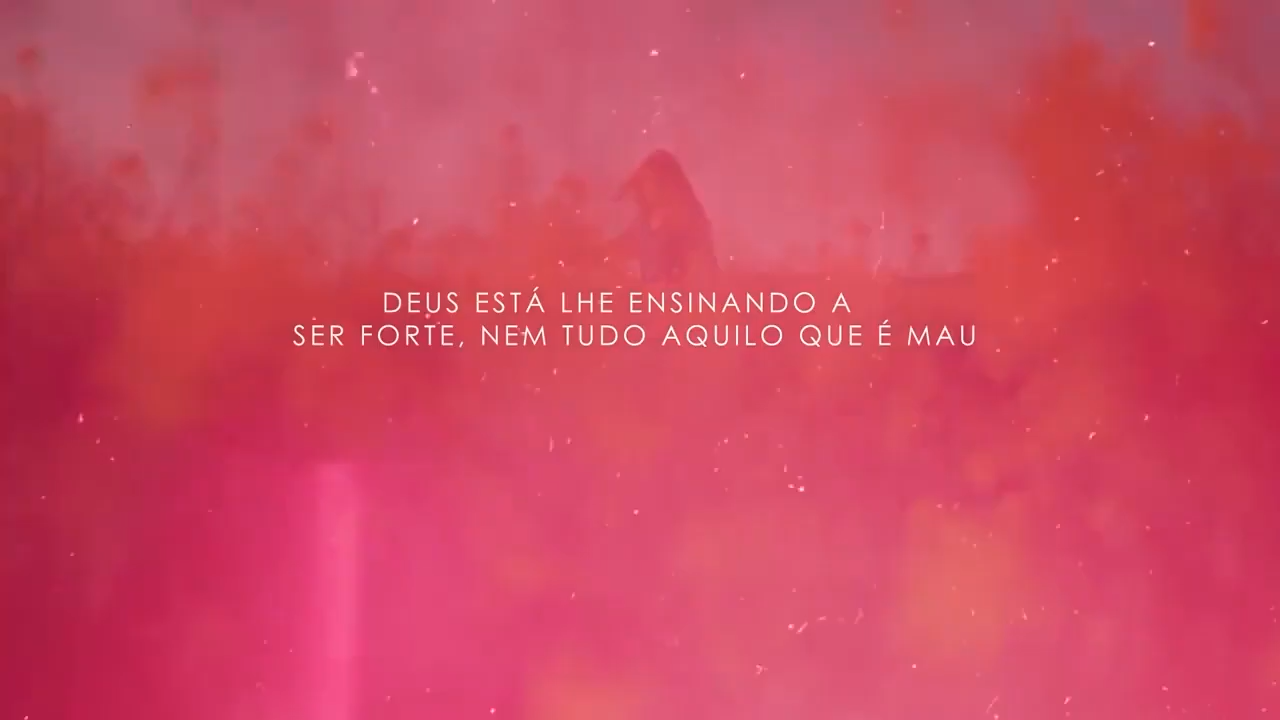 DEUS ESTÁ LHE ENSINANDO A
SER FORTE, NEM TUDO AQUILO QUE É MAU